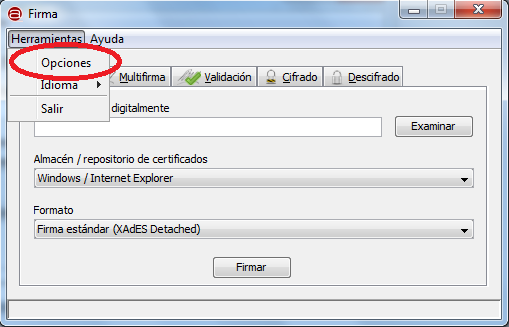 Firma
Herramientas Ayuda
Opciones
Idioma
Salir
Multifirma Validación Cifrado Descifrado
digitalmente
Examinar
Almacén / repositorio de certificados
Windows / Internet Explorer
Formato
Firma estándar (XAdES Detached)
Firmar